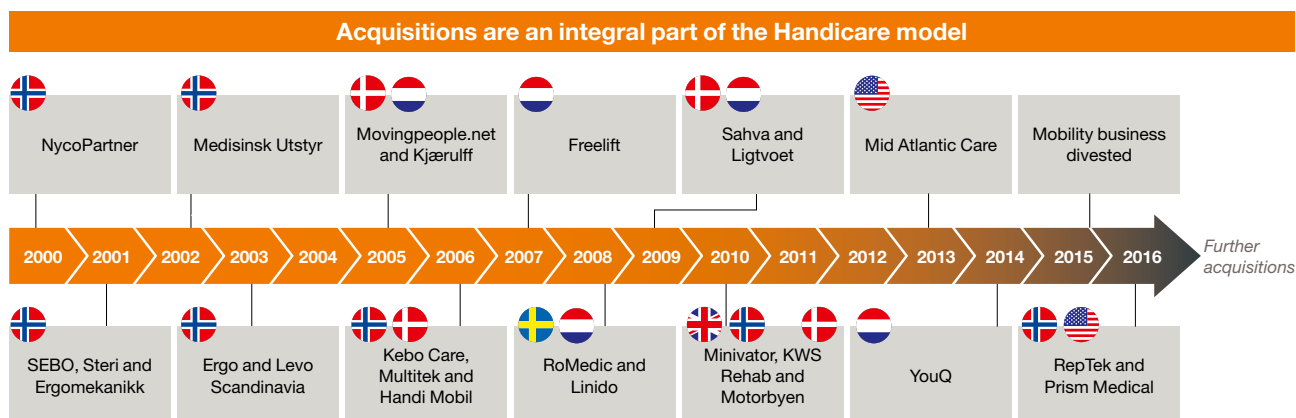 Acquisitions are an integral part of the Handicare model
NycoPartner
Medisinsk Utstyr
Movingpeople.net
and Kjærulff
Freelift
Sahva and
Ligtvoet
Mid Atlantic Care
Mobility business
divested
2000
2001
2002
2003
2004
2005
2006
2007
2008
2009
2010
2011
2012
2013
2014
2015
2016
Further
acquisitions
SEBO, Steri and
Ergomekanikk
Ergo and Levo
Scandinavia
Kebo Care,
Multitek and
Handi Mobil
RoMedic and
Linido
Minivator, KWS
Rehab and
Motorbyen
YouQ
RepTek and
Prism Medical